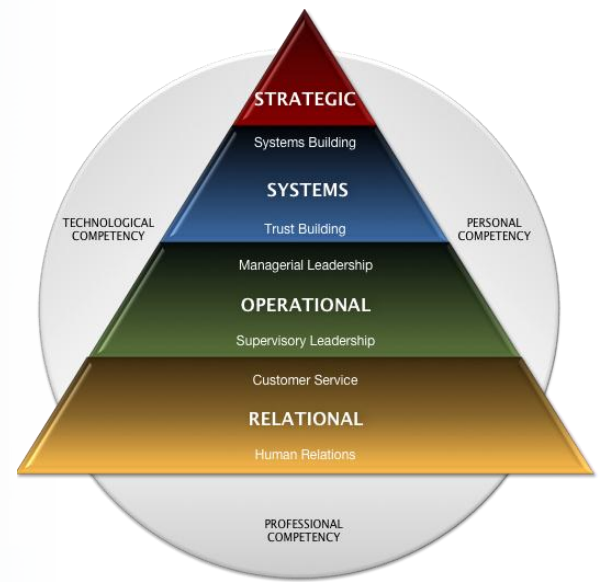 STRATEGIC
Systems Building
SYSTEMS
Trust Building
TECHNOLOGICAL
COMPETENCY
PERSONAL
COMPETENCY
Managerial Leadership
OPERATIONAL
Supervisory Leadership
Customer Service
RELATIONAL
Human Relations
PROFESSIONAL
COMPETENCY